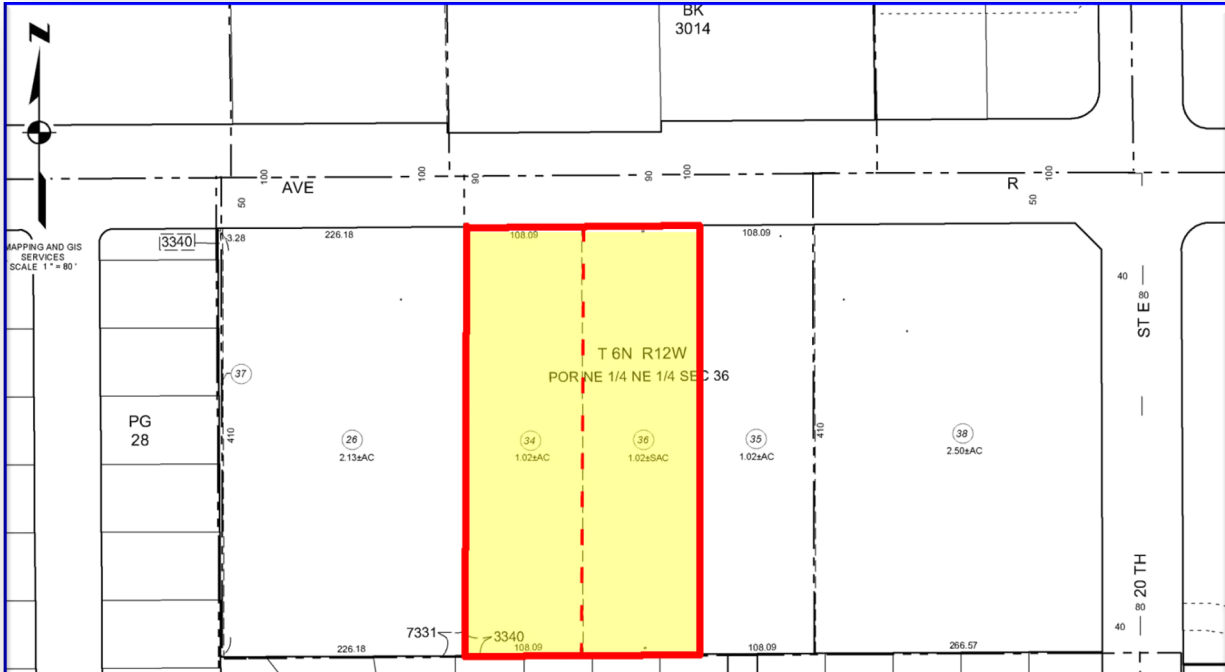 BK
3014
Z
100
AVE
100
90
90
100
R
100
50
50
MAPPING AND GIS
SERVICES
SCALE 1 " = 80 '
3340
3.28
226.18
108.09
108.09
40
80
ST E
T 6N R12W
POR NE 1/4 NE 1/4 SEC 36
37
PG
28
410
26
2.13±AC
34
1.02±AC
36
1.02±SAC
35
1.02±AC
410
38
2.50±AC
20 TH
80
40
7331
3340
226.18
108.09
108.09
266.57